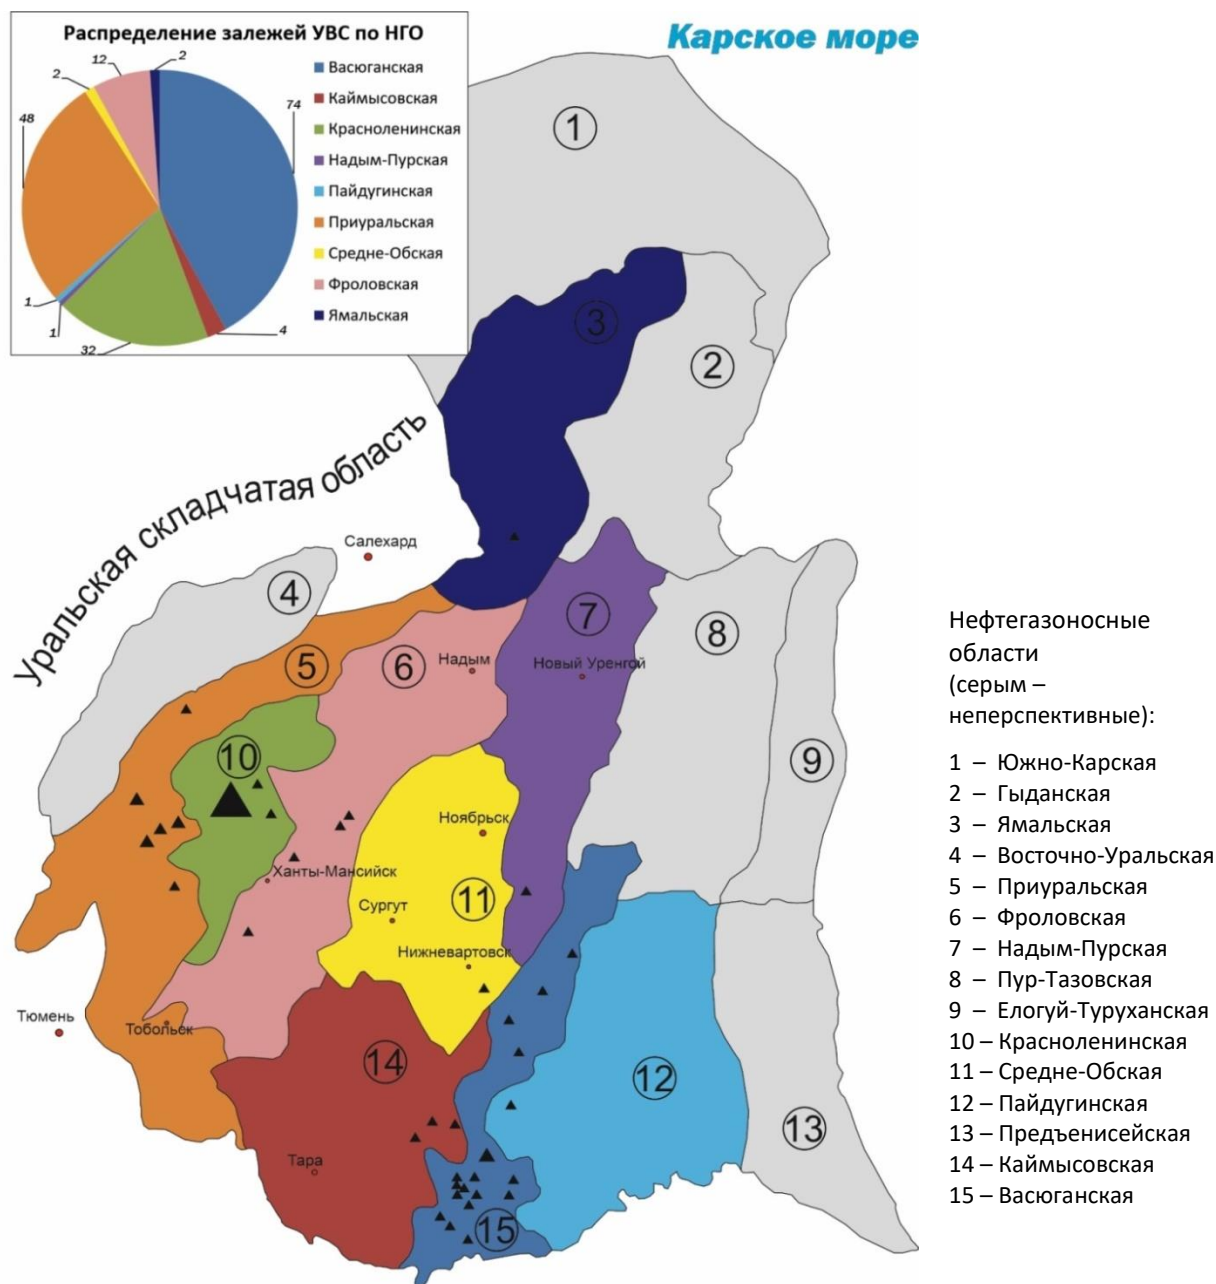 Распределение залежей УВС по НГО
2
12
2
48
74
1
1
32
4
Васюганская
Каймысовская
Красноленинская
Надым-Пурская
Пайдугинская
Приуральская
Средне-Обская
Фроловская
Ямальская
Карское море
1
3
2
Уральская складчатая область
Салехард
4
7
8
5
6
Надым
Новый Уренгой
10
9
Ноябрьск
Ханты-Мансийск
11
Сургут
Нижневартовск
Тюмень
Тобольск
14
12
13
Тара
15
Нефтегазоносные
области
(серым –
неперспективные):
1 – Южно-Карская
2 – Гыданская
3 – Ямальская
4 – Восточно-Уральская
5 – Приуральская
6 – Фроловская
7 – Надым-Пурская
8 – Пур-Тазовская
9 – Елогуй-Туруханская
10 – Красноленинская
11 – Средне-Обская
12 – Пайдугинская
13 – Предъенисейская
14 – Каймысовская
15 – Васюганская